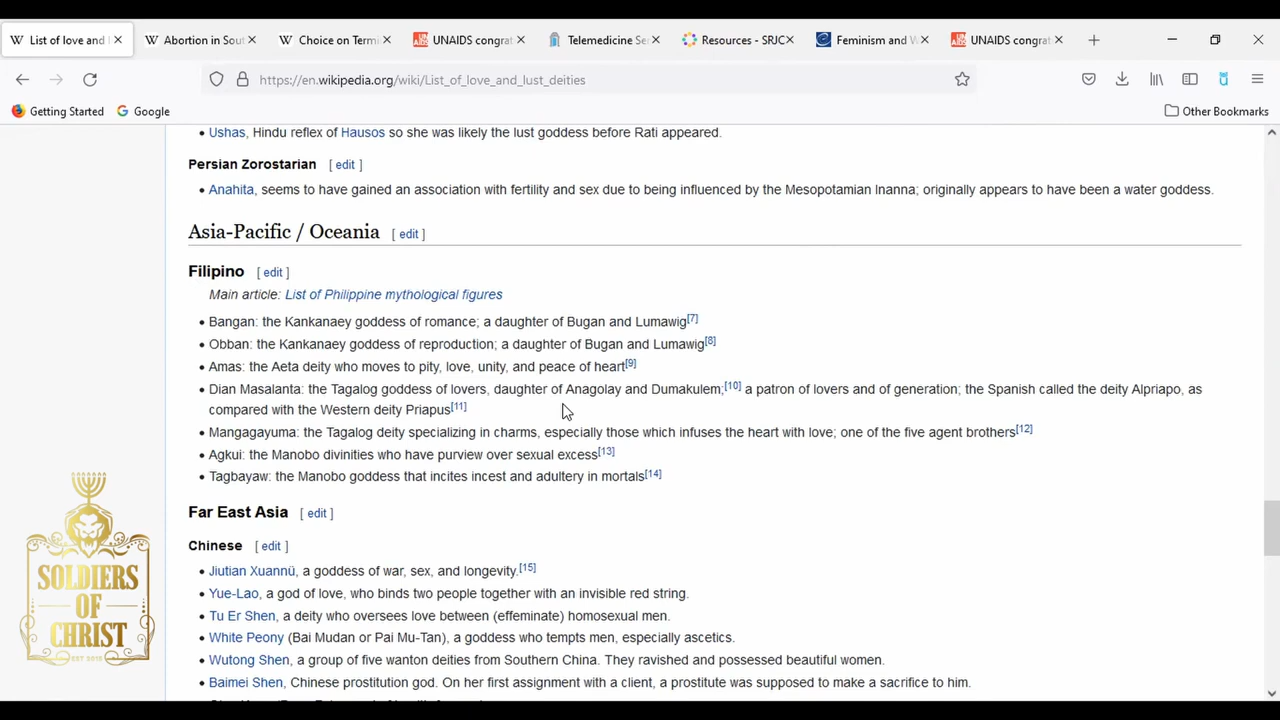 List of love and
Abortion in Sou
Choice on Term
UNAIDS congrat
Telemedicine Se
Resources - SRJC
Feminism and W
UNAIDS congrat
https://en.wikipedia.org/wiki/List_of_love_and_lust_deities
Getting Started Google Other Bookmarks
Ushas, Hindu reflex of Hausos so she was likely the lust goddess before Rati appeared.
Persian Zorostarian [ edit ]
Anahita, seems to have gained an association with fertility and sex due to being influenced by the Mesopotamian Inanna; originally appears to have been a water goddess.
Asia-Pacific / Oceania [ edit ]
Filipino [ edit ]
Main article: List of Philippine mythological figures
Bangan: the Kankanaey goddess of romance; a daughter of Bugan and Lumawig[7]
Obban: the Kankanaey goddess of reproduction; a daughter of Bugan and Lumawig[8]
Amas: the Aeta deity who moves to pity, love, unity, and peace of heart[9]
Dian Masalanta: the Tagalog goddess of lovers, daughter of Anagolay and Dumakulem;[10] a patron of lovers and of generation; the Spanish called the deity Alpriapo, as
compared with the Western deity Priapus[11]
Mangagayuma: the Tagalog deity specializing in charms, especially those which infuses the heart with love; one of the five agent brothers[12]
Agkui: the Manobo divinities who have purview over sexual excess[13]
Tagbayaw: the Manobo goddess that incites incest and adultery in mortals[14]
Far East Asia [ edit ]
Chinese [ edit ]
Jiutian Xuannü, a goddess of war, sex, and longevity.[15]
Yue-Lao, a god of love, who binds two people together with an invisible red string.
Tu Er Shen, a deity who oversees love between (effeminate) homosexual men.
White Peony (Bai Mudan or Pai Mu-Tan), a goddess who tempts men, especially ascetics.
Wutong Shen, a group of five wanton deities from Southern China. They ravished and possessed beautiful women.
Baimei Shen, Chinese prostitution god. On her first assignment with a client, a prostitute was supposed to make a sacrifice to him.
SOLDIERS
OF
CHRIST